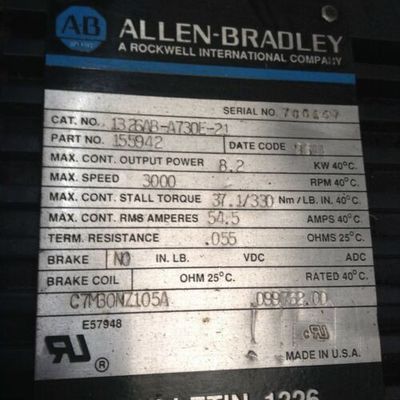 AB
ALLEN-BRADLEY
A ROCKWELL INTERNATIONAL COMPANY
SERIAL NO.
CAT. NO. 1326AB-A730E-21
PART NO. 155942 DATE CODE
MAX. CONT. OUTPUT POWER 8.2 KW 40°C.
MAX. SPEED 3000 RPM 40°C.
MAX. CONT. STALL TORQUE 37.1/330 Nm / LB. IN. 40°C.
MAX. CONT. RMS AMPERES 54.5 AMPS 40°C.
TERM. RESISTANCE .055 OHMS 25°C.
BRAKE NO IN. LB. VDC ADC
BRAKE COIL OHM 25°C. RATED 40°C.
C7M30NZ105A
E57948
MADE IN U.S.A.
1326